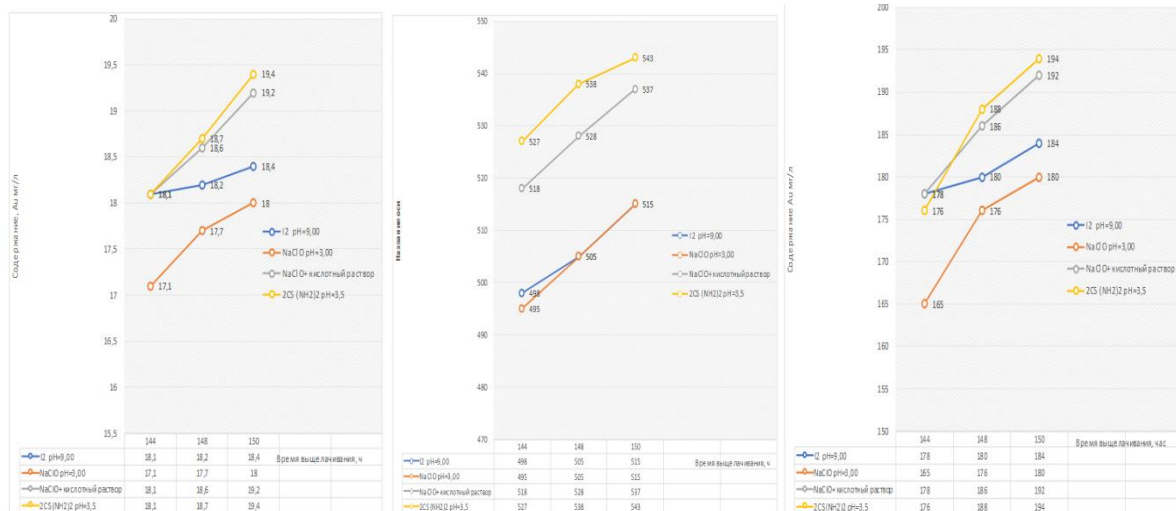 20
19,5
19
18,5
18
17,5
17
16,5
16
15,5
Содержание, Au мг/л
19,4
19,2
18,7
18,6
18,4
18,2
18,1
18
17,7
17,1
I2 pH=9,00
NaClO pH=3,00
NaClO+ кислотный раствор
2CS (NH2)2 pH=3,5
144 148 150 Время выщелачивания, ч
I2 pH=9,00 18,1 18,2 18,4
NaClO pH=3,00 17,1 17,7 18
NaClO+ кислотный раствор 18,1 18,6 19,2
2CS(NH2)2 pH=3,5 18,1 18,7 19,4
550
540
530
520
510
500
490
480
470
Название оси
543
538
537
527
528
518
515
505
498
495
I2 pH=9,00
NaClO pH=3,00
NaClO+ кислотный раствор
2CS (NH2)2 pH=3,5
144 148 150 Время выщелачивания, ч
I2 pH=9,00 498 505 515
NaClO pH=3,00 495 505 515
NaClO+ кислотный раствор 518 528 537
2CS(NH2)2 pH=3,5 527 538 543
200
195
190
185
180
175
170
165
160
155
150
Содержание Au мг/л
194
192
188
186
184
180
178
176
176
180
165
I2 pH=9,00
NaClO pH=3,00
NaClO+ кислотный раствор
2CS (NH2)2 pH=3,5
144 148 150 Время выщелачивания, час
I2 pH=9,00 178 180 184
NaClO pH=3,00 165 176 180
NaClO+ кислотный раствор 178 186 192
2CS(NH2)2 pH=3,5 176 188 194